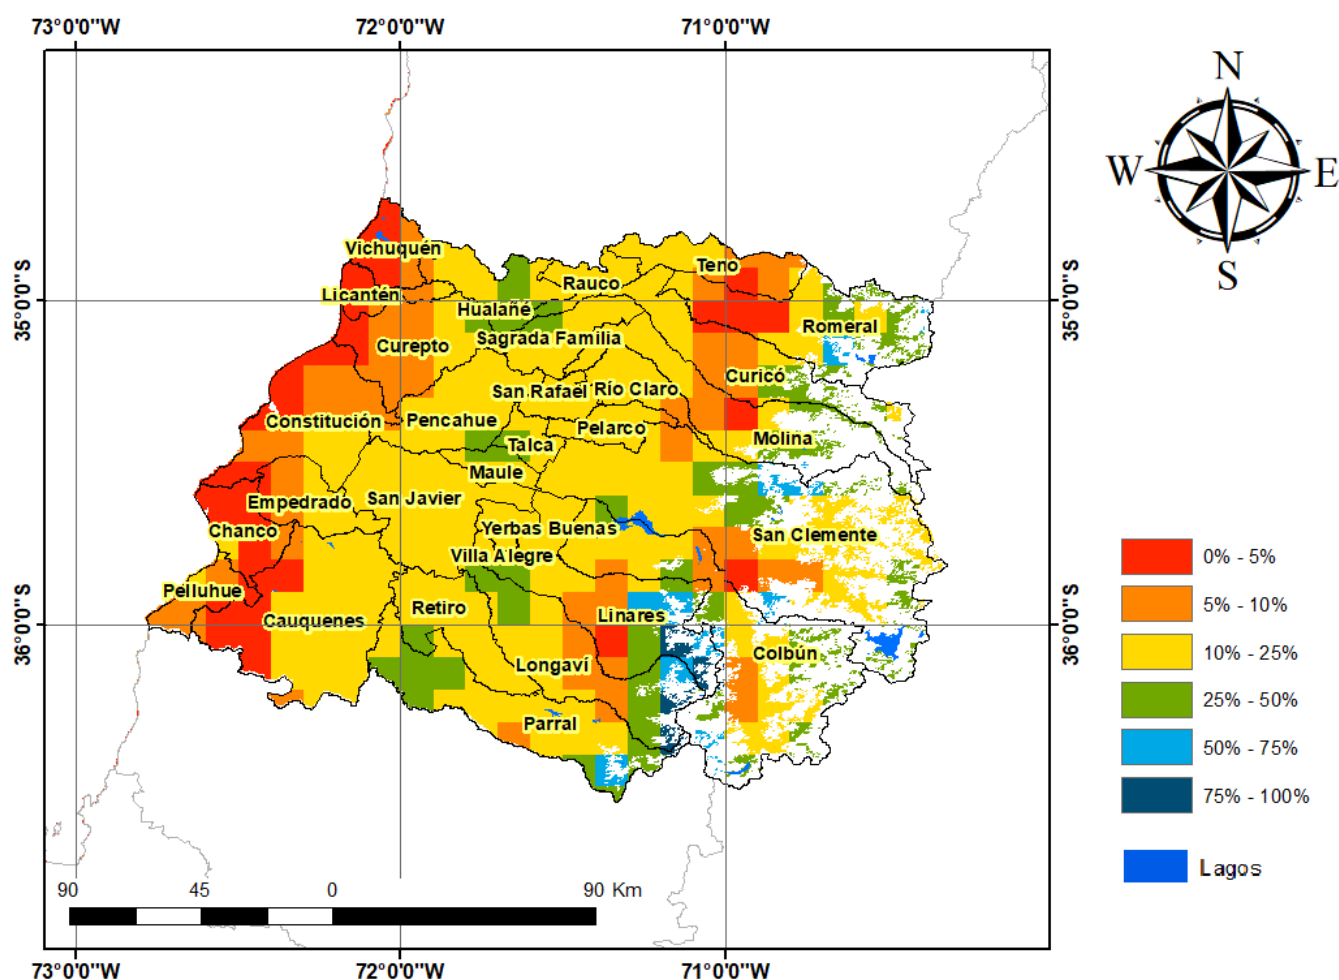 73°0'0"W 72°0'0"W 71°0'0"W
N
W E
S
35°0'0"S 35°0'0"S
36°0'0"S 36°0'0"S
Vichuquén
Teno
Rauco
Licantén
Hualañé
Romeral
Sagrada Familia
Curepto
Curicó
San Rafael Río Claro
Constitución Pencahue
Pelarco
Molina
Talca
Maule
San Javier
Empedrado
Yerbas Buenas
Chanco
San Clemente
Villa Alegre
Pelluhue
Retiro
Linares
Cauquenes
Colbún
Longaví
Parral
0% - 5%
5% - 10%
10% - 25%
25% - 50%
50% - 75%
75% - 100%
Lagos
90 45 0 90 Km
73°0'0"W 72°0'0"W 71°0'0"W